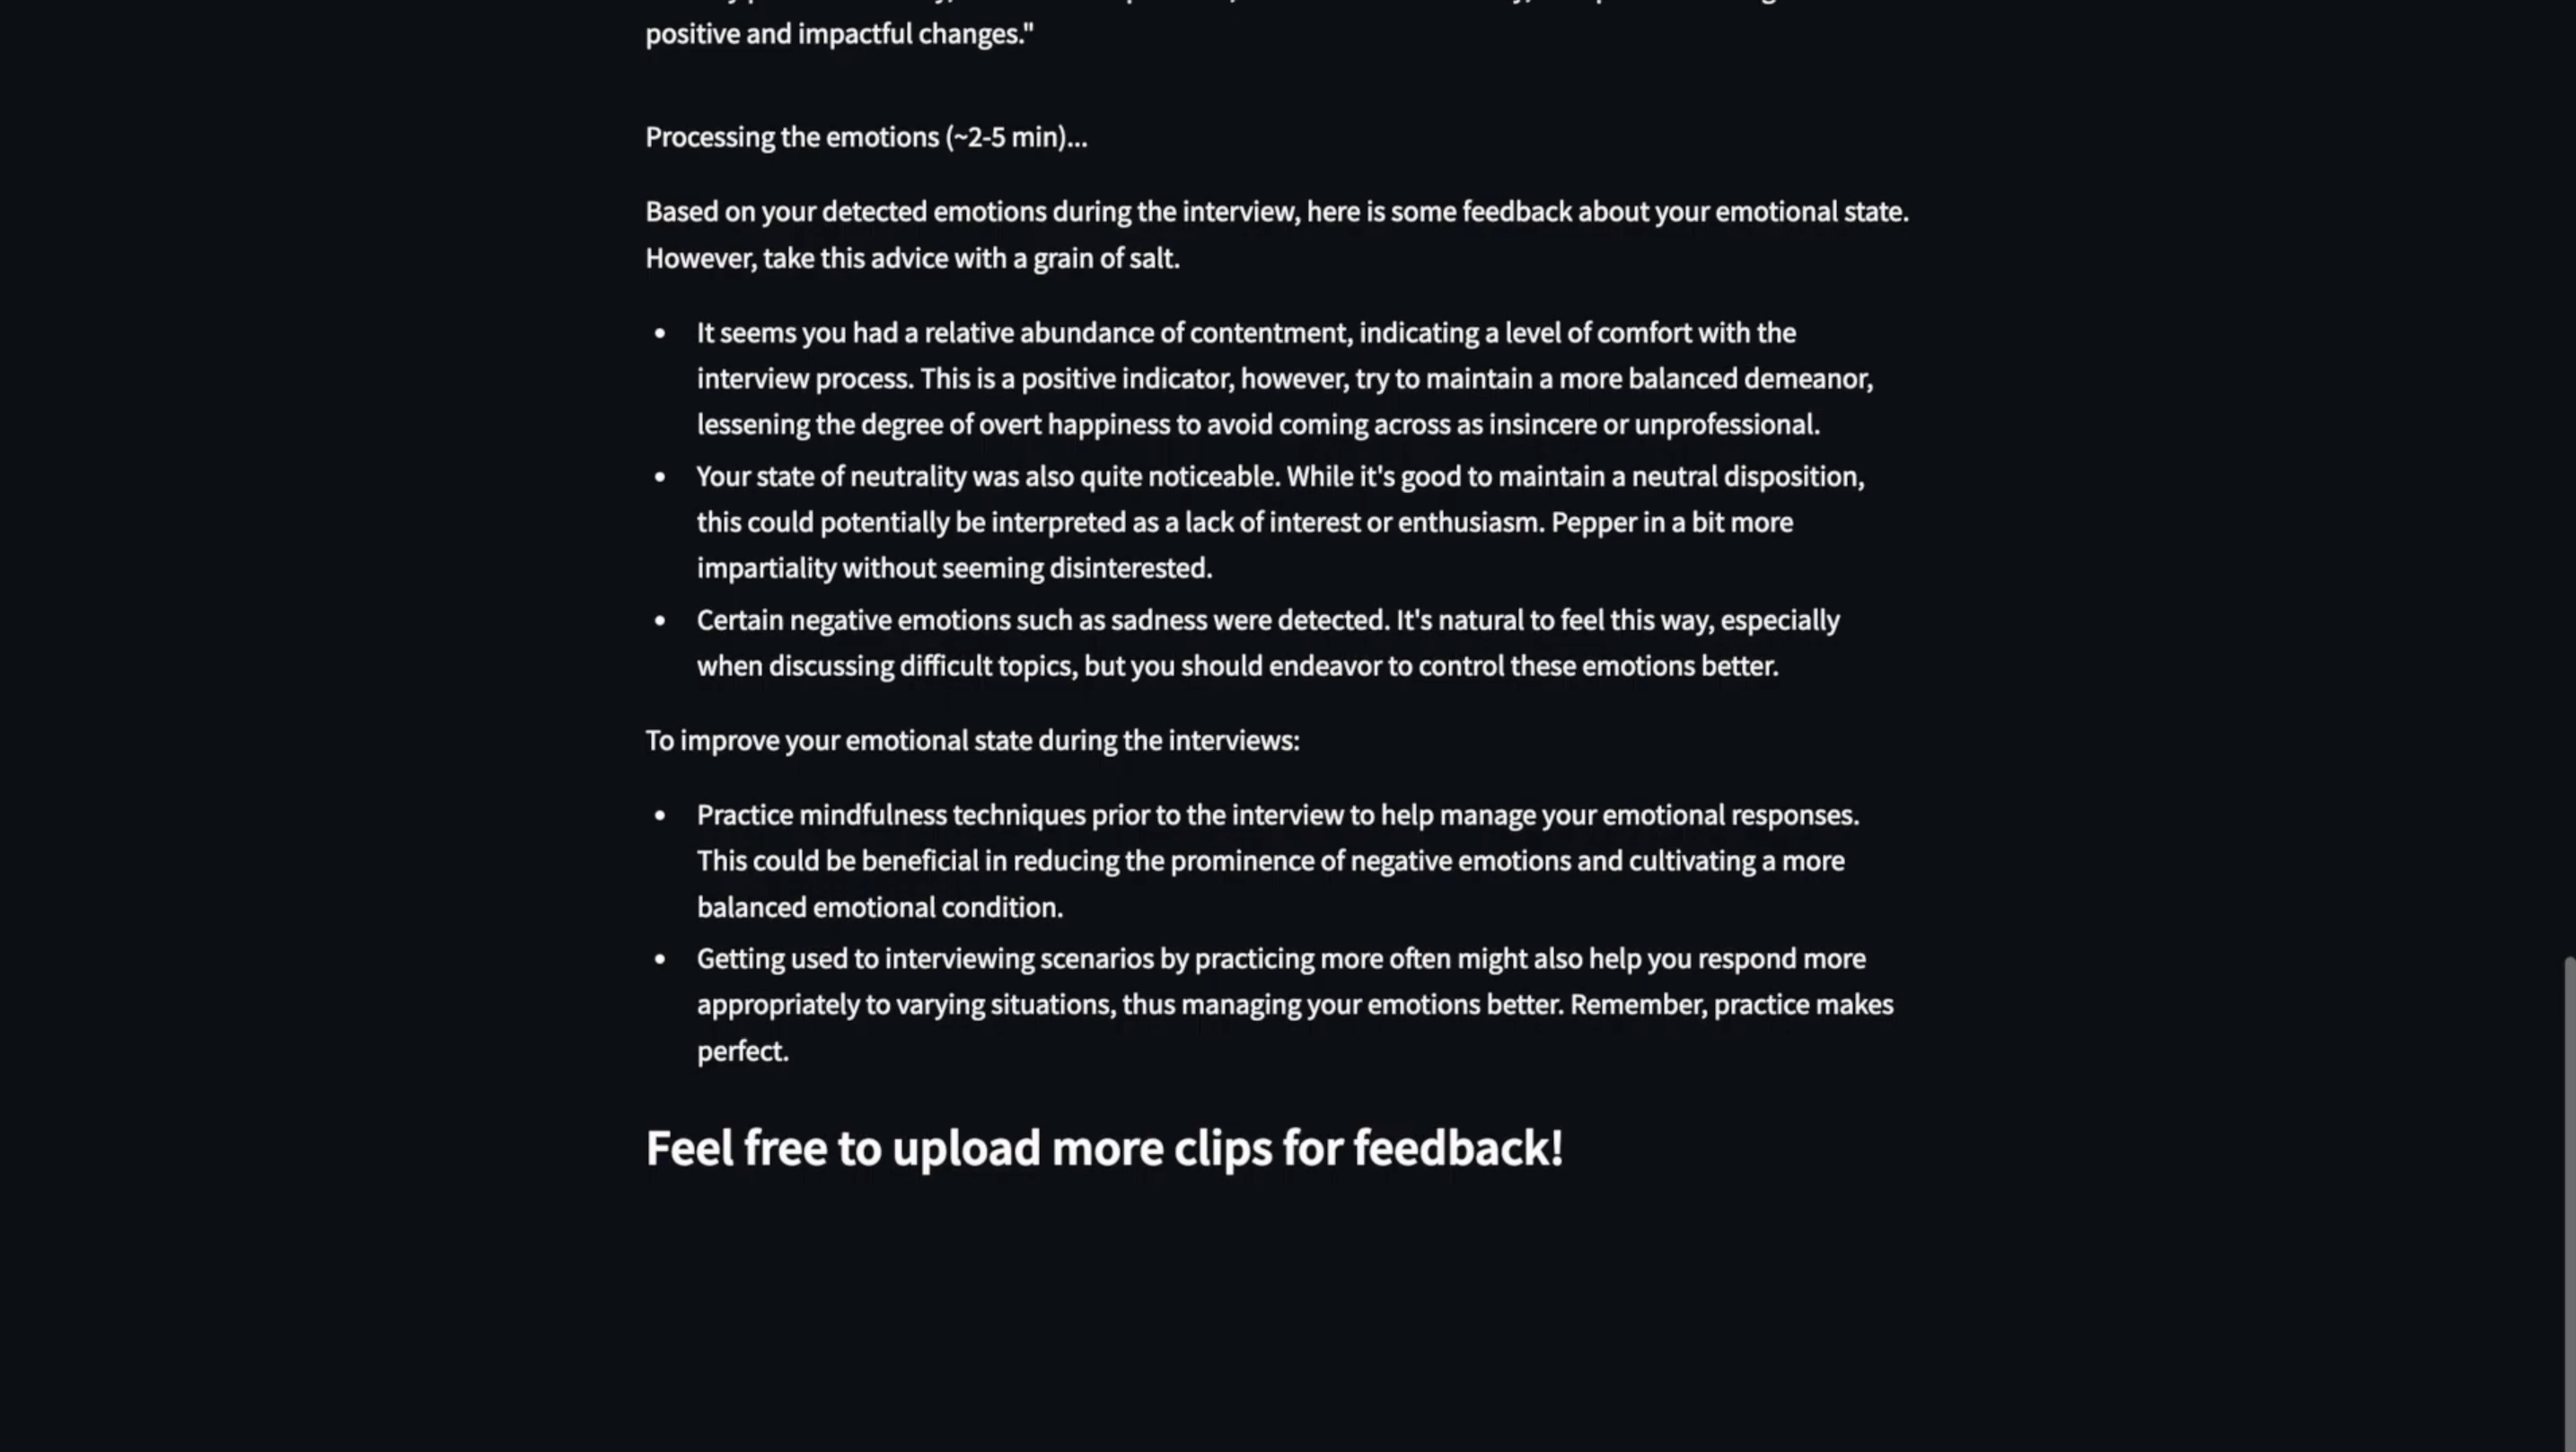 positive and impactful changes."
Processing the emotions (~2-5 min)...
Based on your detected emotions during the interview, here is some feedback about your emotional state.
However, take this advice with a grain of salt.
• It seems you had a relative abundance of contentment, indicating a level of comfort with the
interview process. This is a positive indicator, however, try to maintain a more balanced demeanor,
lessening the degree of overt happiness to avoid coming across as insincere or unprofessional.
• Your state of neutrality was also quite noticeable. While it's good to maintain a neutral disposition,
this could potentially be interpreted as a lack of interest or enthusiasm. Pepper in a bit more
impartiality without seeming disinterested.
• Certain negative emotions such as sadness were detected. It's natural to feel this way, especially
when discussing difficult topics, but you should endeavor to control these emotions better.
To improve your emotional state during the interviews:
• Practice mindfulness techniques prior to the interview to help manage your emotional responses.
This could be beneficial in reducing the prominence of negative emotions and cultivating a more
balanced emotional condition.
• Getting used to interviewing scenarios by practicing more often might also help you respond more
appropriately to varying situations, thus managing your emotions better. Remember, practice makes
perfect.
Feel free to upload more clips for feedback!